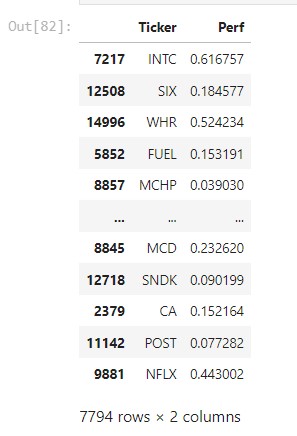 Out[82]:
Ticker Perf
7217 INTC 0.616757
12508 SIX 0.184577
14996 WHR 0.524234
5852 FUEL 0.153191
8857 MCHP 0.039030
... ... ...
8845 MCD 0.232620
12718 SNDK 0.090199
2379 CA 0.152164
11142 POST 0.077282
9881 NFLX 0.443002
7794 rows × 2 columns